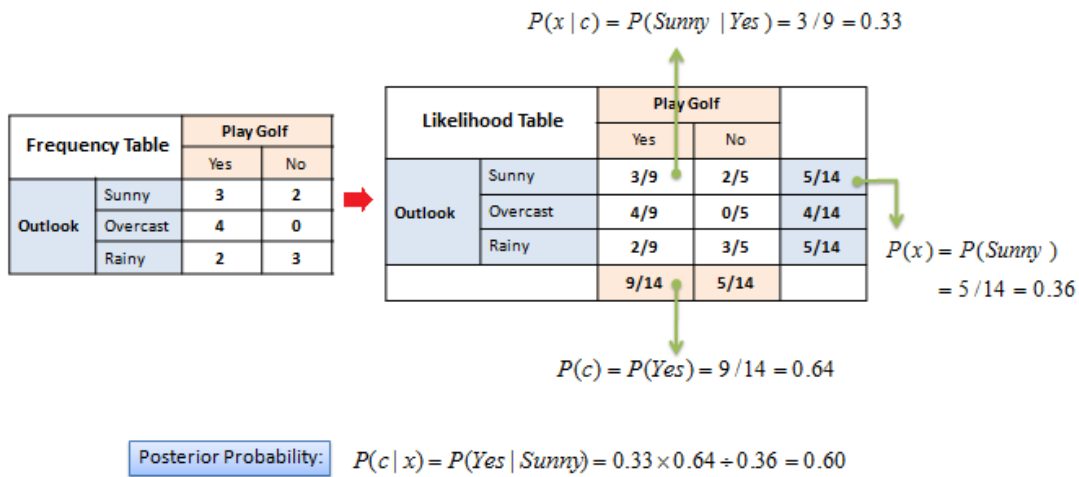 P(x | c) = P(Sunny | Yes) = 3 / 9 = 0.33
Frequency Table
Play Golf
Yes No
Outlook
Sunny 3 2
Overcast 4 0
Rainy 2 3
Likelihood Table
Play Golf
Yes No
Outlook
Sunny 3/9 2/5 5/14
Overcast 4/9 0/5 4/14
Rainy 2/9 3/5 5/14
9/14 5/14
P(x) = P(Sunny )
= 5 / 14 = 0.36
P(c) = P(Yes) = 9 / 14 = 0.64
Posterior Probability: P(c | x) = P(Yes | Sunny) = 0.33 × 0.64 ÷ 0.36 = 0.60